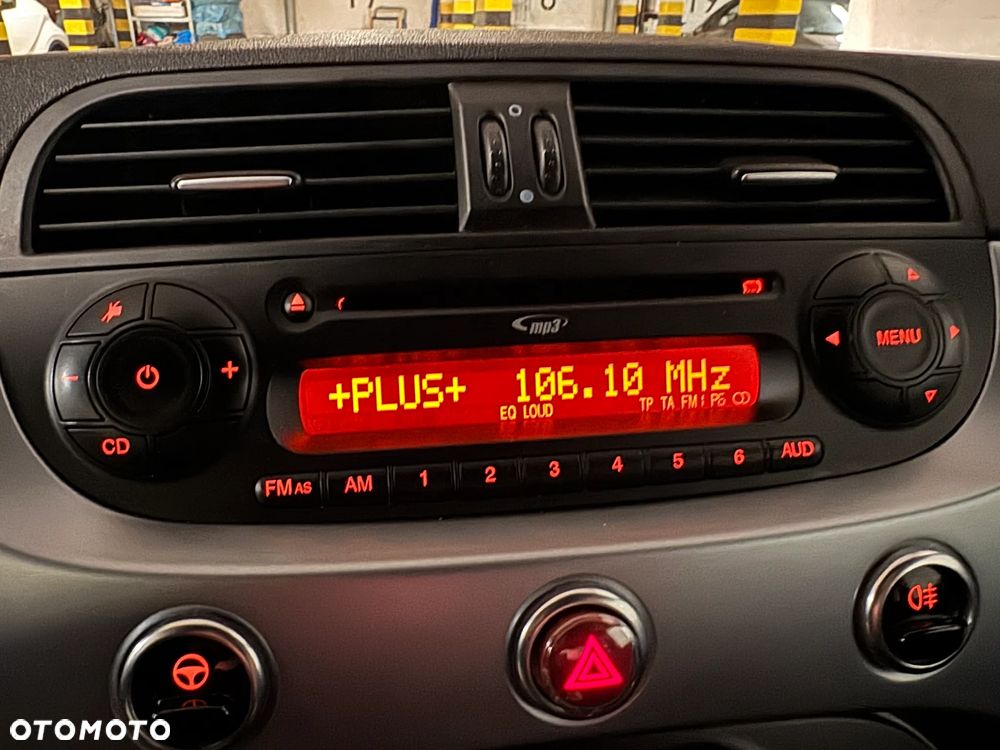 mp3
+PLUS+ 106.10 MHz
EQ LOUD TP TA FM1 P6
- +
CD
MENU
FM AS AM 1 2 3 4 5 6 AUD
OTOMOTO